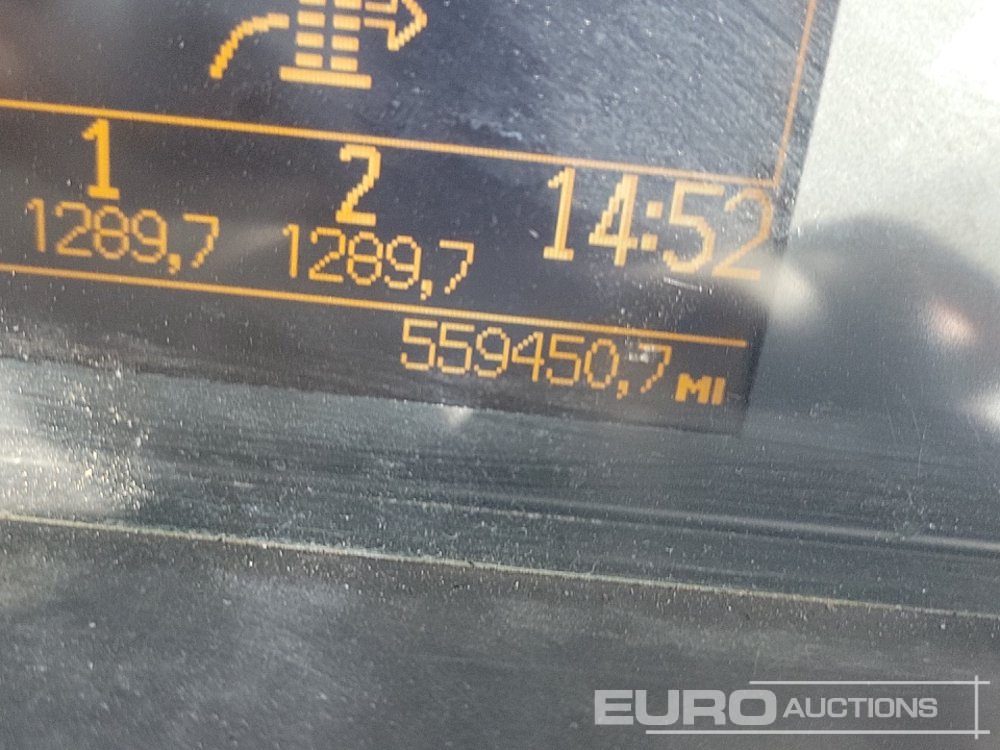 1 2 14:52
1289,7 1289,7
559450,7 MI
EURO AUCTIONS